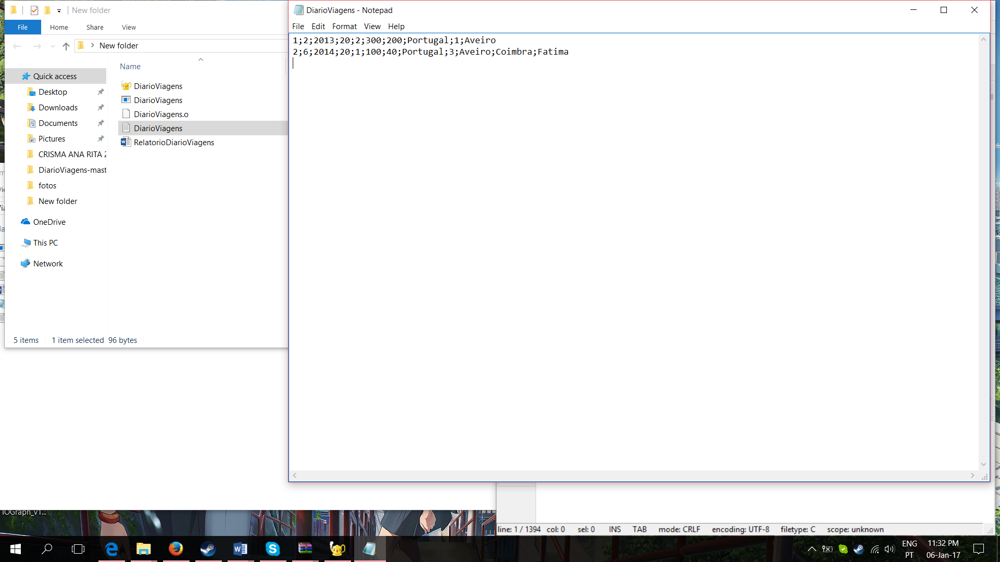 New folder
File Home Share View
New folder
Name
Quick access
Desktop
Downloads
Documents
Pictures
CRISMA ANA RITA 2
DiarioViagens-mast
fotos
New folder
OneDrive
This PC
Network
DiarioViagens
DiarioViagens
DiarioViagens.o
DiarioViagens
RelatorioDiarioViagens
5 items 1 item selected 96 bytes
DiarioViagens - Notepad
File Edit Format View Help
1;2;2013;20;2;300;200;Portugal;1;Aveiro
2;6;2014;20;1;100;40;Portugal;3;Aveiro;Coimbra;Fatima
IOGraph_v1...
line: 1 / 1394 col: 0 sel: 0 INS TAB mode: CRLF encoding: UTF-8 filetype: C scope: unknown
ENG
PT
11:32 PM
06-Jan-17